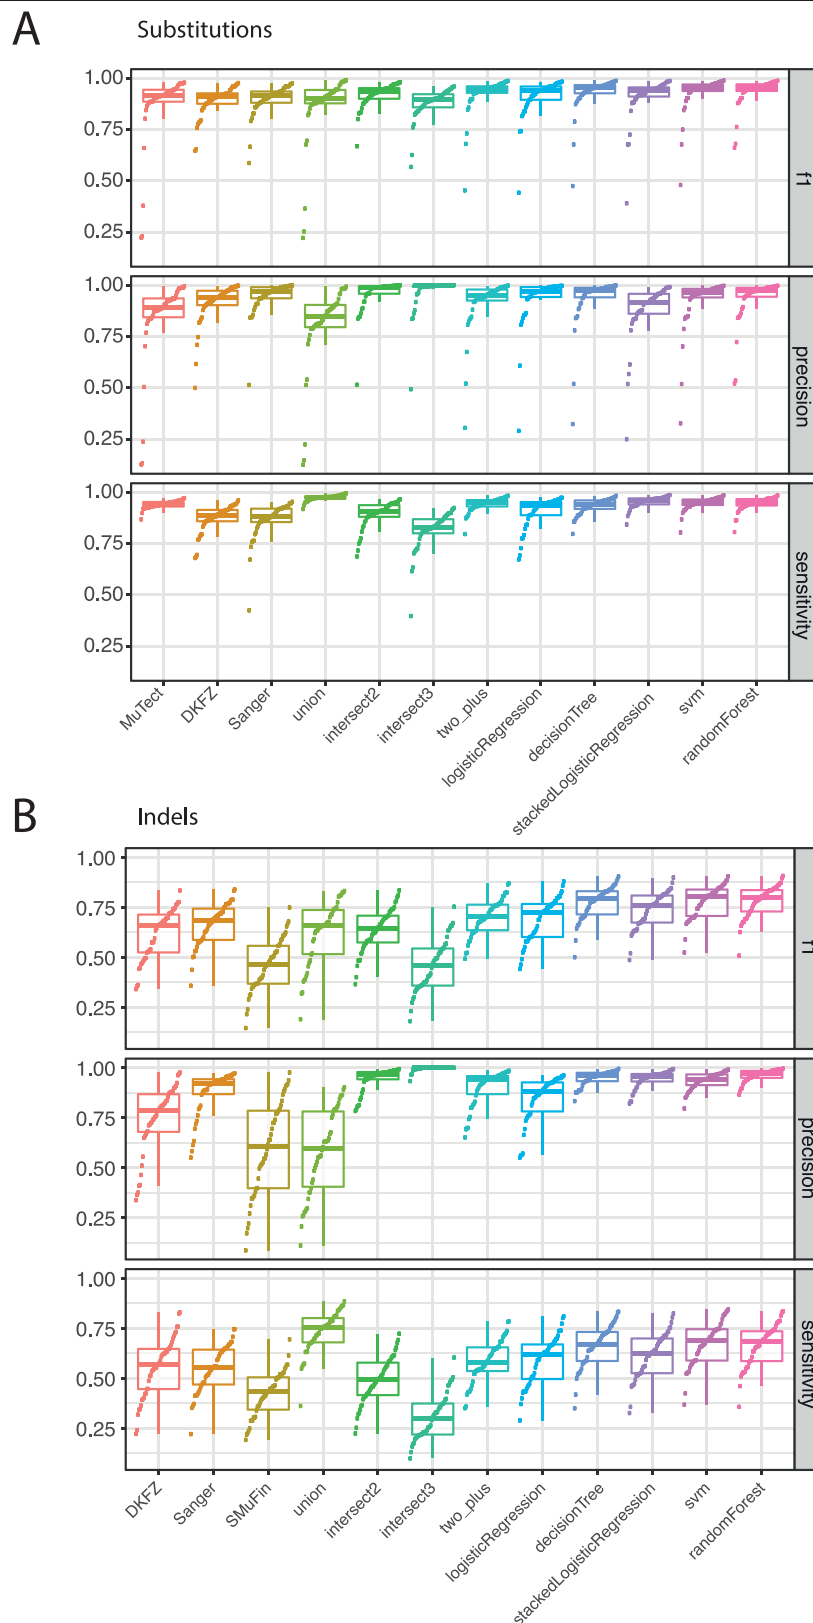 A
Substitutions
1.00
0.75
0.50
0.25
f1
1.00
0.75
0.50
0.25
precision
1.00
0.75
0.50
0.25
sensitivity
MuTect
DKFZ
Sanger
union
intersect2
intersect3
two_plus
logisticRegression
decisionTree
stackedLogisticRegression
svm
randomForest
B
Indels
1.00
0.75
0.50
0.25
f1
1.00
0.75
0.50
0.25
precision
1.00
0.75
0.50
0.25
sensitivity
DKFZ
Sanger
SMuFin
union
intersect2
intersect3
two_plus
logisticRegression
decisionTree
stackedLogisticRegression
svm
randomForest